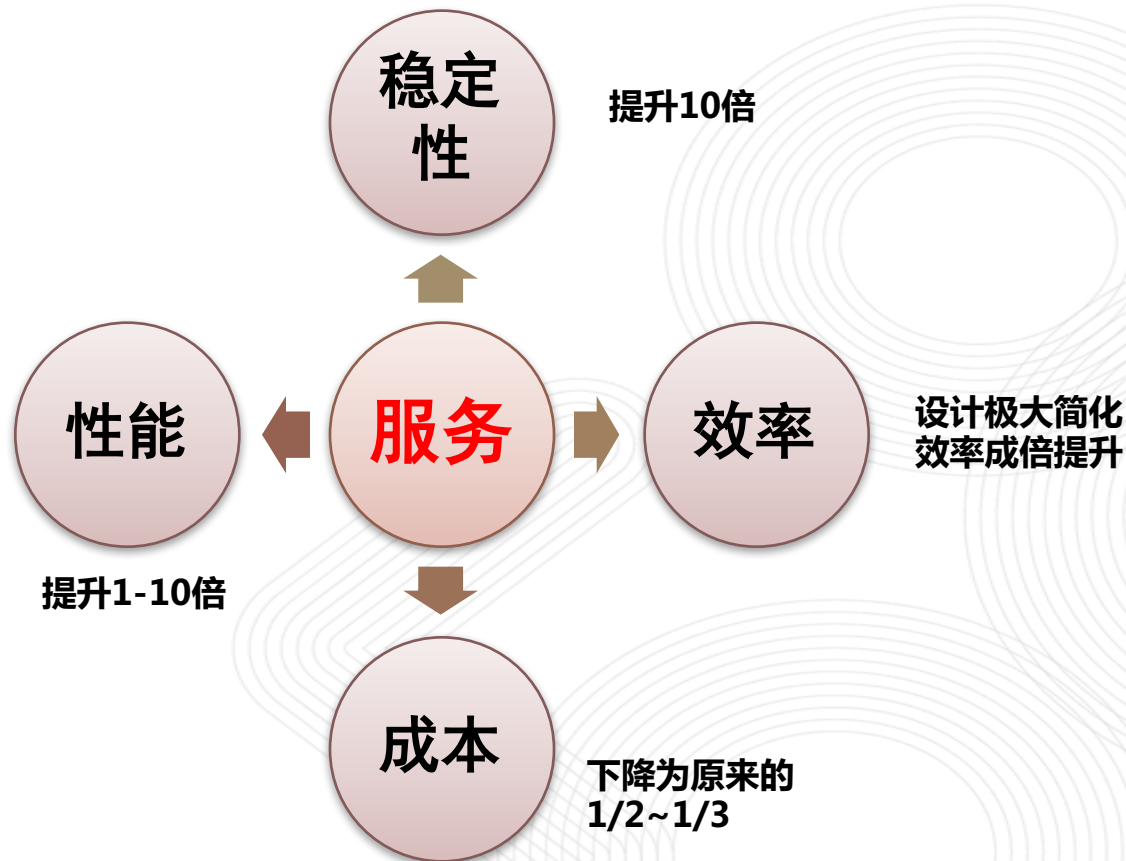 稳定
性
提升10倍
性能
服务
效率
设计极大简化
效率成倍提升
提升1-10倍
成本
下降为原来的
1/2~1/3